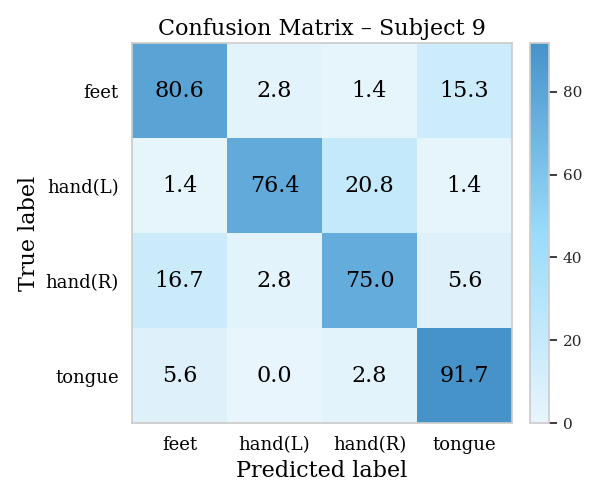 Confusion Matrix – Subject 9
feet 80.6 2.8 1.4 15.3
hand(L) 1.4 76.4 20.8 1.4
hand(R) 16.7 2.8 75.0 5.6
tongue 5.6 0.0 2.8 91.7
feet hand(L) hand(R) tongue
Predicted label
True label
80
60
40
20
0